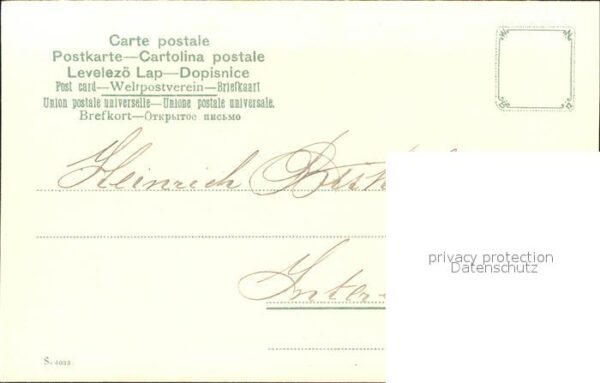 Carte postale
Postkarte—Cartolina postale
Levelező Lap—Dopisnice
Post card—Weltpostverein—Briefkaart
Union postale universelle—Unione postale universale.
Brefkort—Открытое письмо
Heinrich
privacy protection
Datenschutz
Inter-
S. 4033